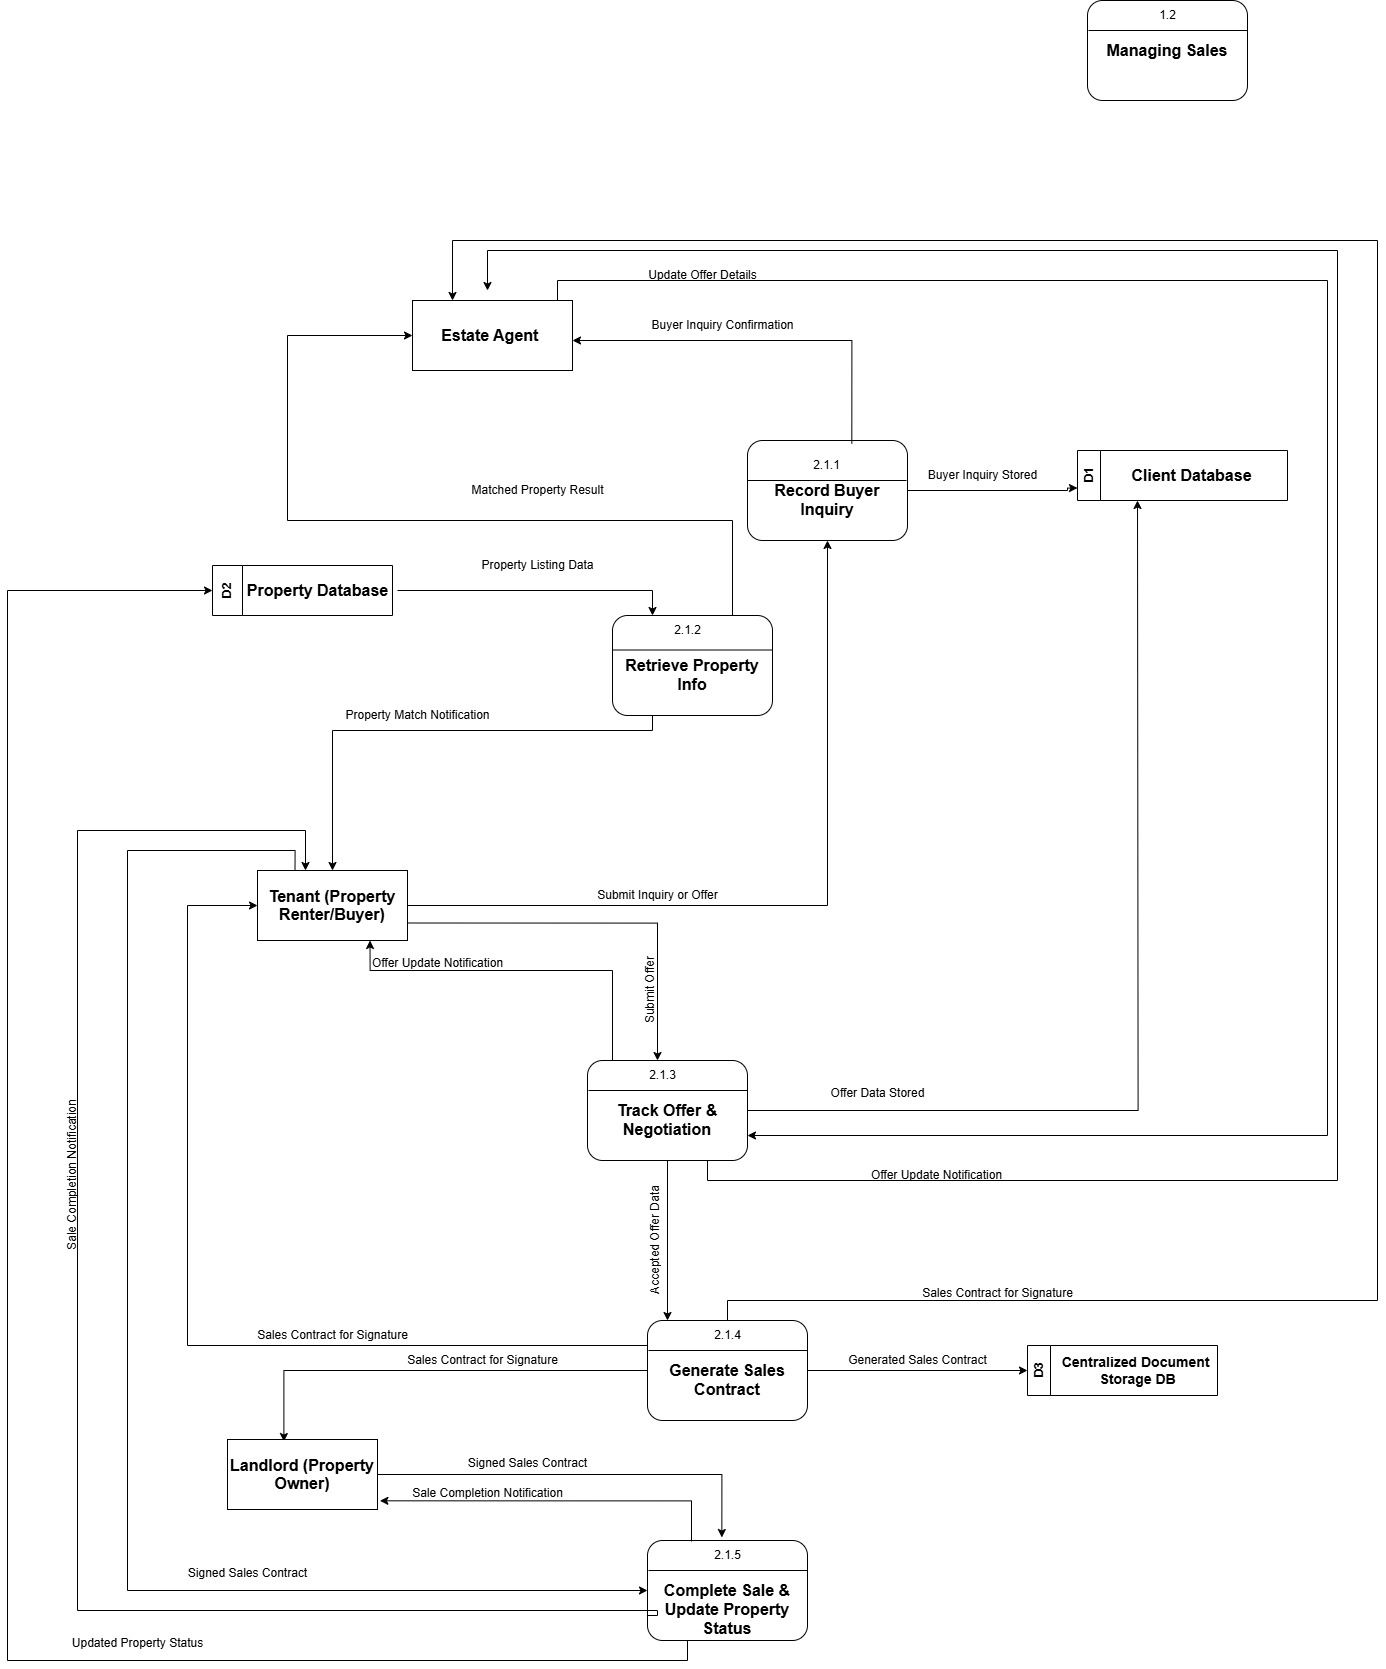 1.2
Managing Sales
Update Offer Details
Estate Agent
Buyer Inquiry Confirmation
2.1.1
Record Buyer
Inquiry
Buyer Inquiry Stored
D1
Client Database
Matched Property Result
Property Listing Data
D2
Property Database
2.1.2
Retrieve Property
Info
Property Match Notification
Tenant (Property
Renter/Buyer)
Submit Inquiry or Offer
Offer Update Notification
Submit Offer
2.1.3
Track Offer &
Negotiation
Offer Data Stored
Offer Update Notification
Sale Completion Notification
Accepted Offer Data
Sales Contract for Signature
Sales Contract for Signature
2.1.4
Generate Sales
Contract
Sales Contract for Signature
Generated Sales Contract
D3
Centralized Document
Storage DB
Landlord (Property
Owner)
Signed Sales Contract
Sale Completion Notification
2.1.5
Complete Sale &
Update Property
Status
Signed Sales Contract
Updated Property Status